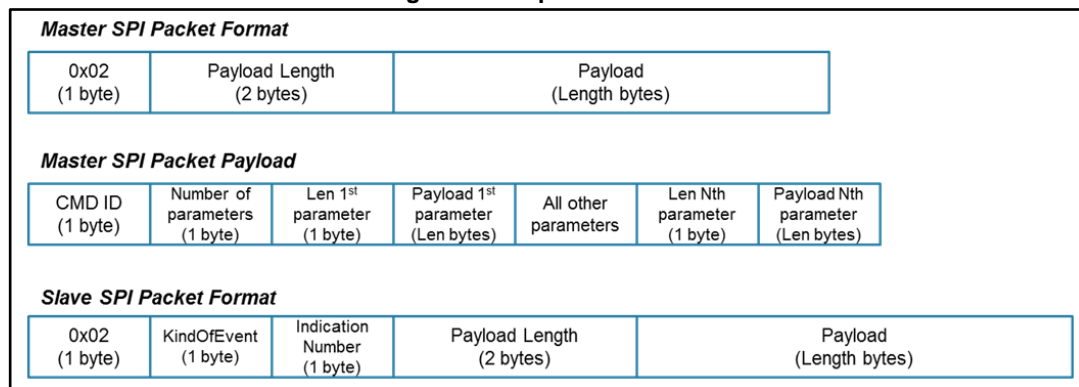 Master SPI Packet Format
0x02
(1 byte)
Payload Length
(2 bytes)
Payload
(Length bytes)
Master SPI Packet Payload
CMD ID
(1 byte)
Number of
parameters
(1 byte)
Len 1st
parameter
(1 byte)
Payload 1st
parameter
(Len bytes)
All other
parameters
Len Nth
parameter
(1 byte)
Payload Nth
parameter
(Len bytes)
Slave SPI Packet Format
0x02
(1 byte)
KindOfEvent
(1 byte)
Indication
Number
(1 byte)
Payload Length
(2 bytes)
Payload
(Length bytes)